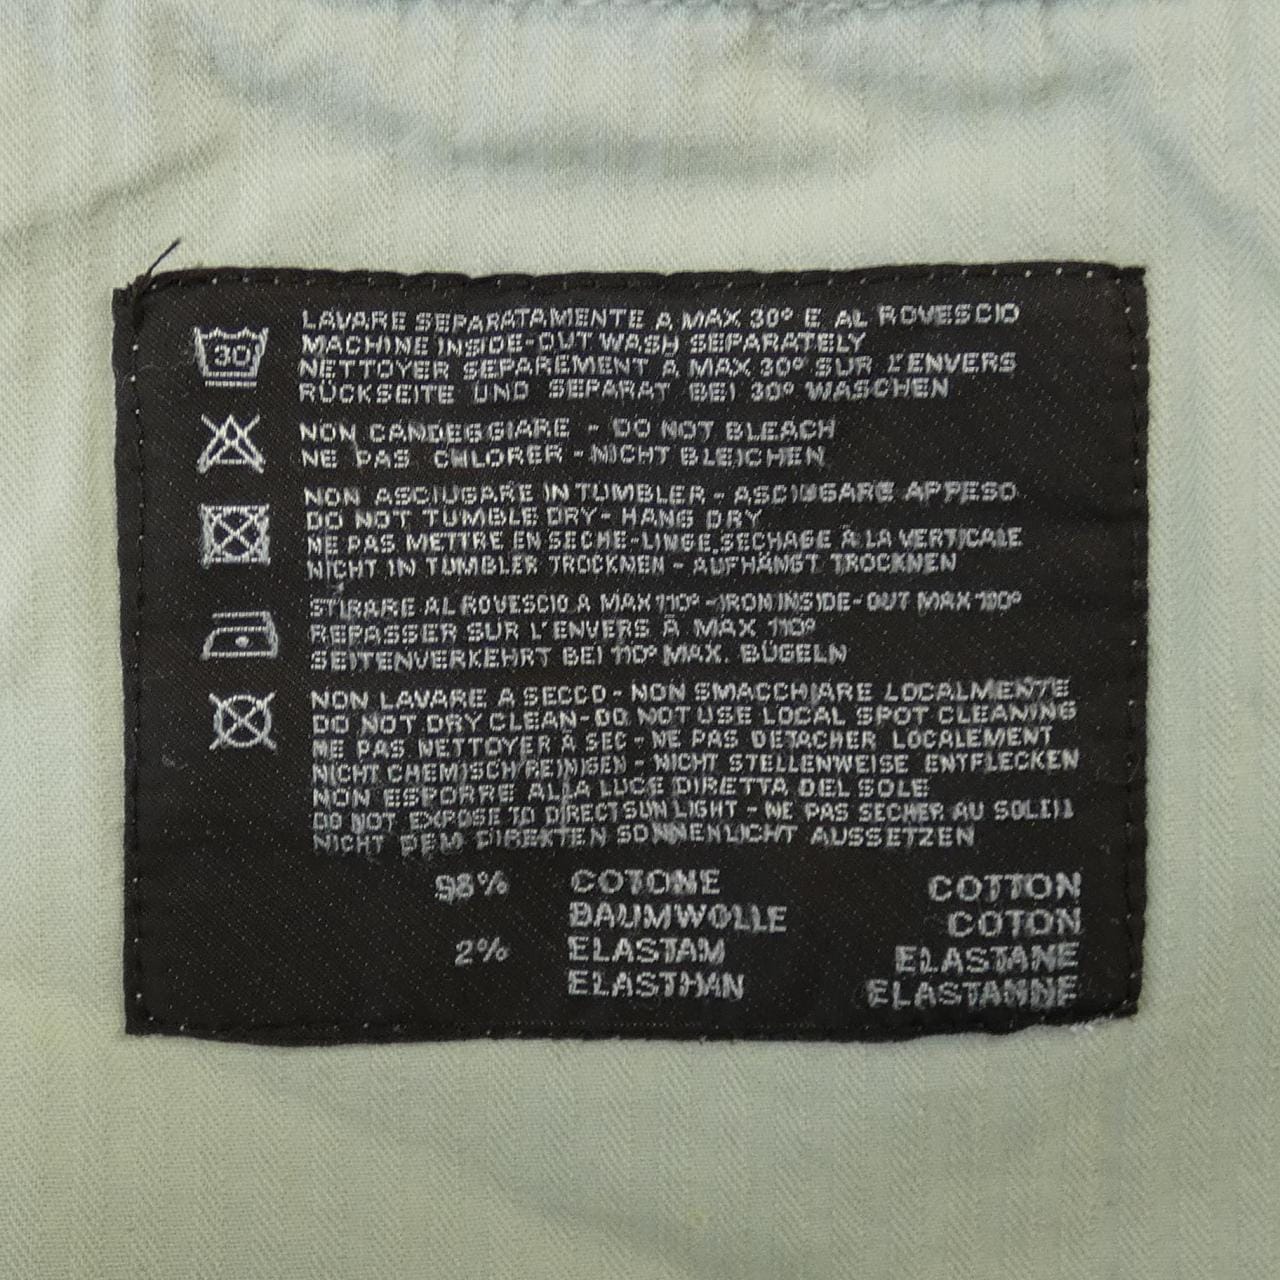 30
LAVARE SEPARATAMENTE A MAX 30° E AL ROVESCIO
MACHINE INSIDE-OUT WASH SEPARATELY
NETTOYER SEPAREMENT A MAX 30° SUR L'ENVERS
RÜCKSEITE UND SEPARAT BEI 30° WASCHEN
NON CANDEGGIARE - DO NOT BLEACH
NE PAS CHLORER - NICHT BLEICHEN
NON ASCIUGARE IN TUMBLER - ASCIUGARE APPESO
DO NOT TUMBLE DRY - HANG DRY
NE PAS METTRE EN SECHE-LINGE, SECHAGE À LA VERTICALE
NICHT IN TUMBLER TROCKNEN - AUFHÄNGT TROCKNEN
STIRARE AL ROVESCIO A MAX 110° - IRON INSIDE-OUT MAX 110°
REPASSER SUR L'ENVERS À MAX 110°
SEITENVERKEHRT BEI 110° MAX. BÜGELN
NON LAVARE A SECCO - NON SMACCHIARE LOCALMENTE
DO NOT DRY CLEAN - DO NOT USE LOCAL SPOT CLEANING
NE PAS NETTOYER À SEC - NE PAS DETACHER LOCALEMENT
NICHT CHEMISCH REINIGEN - NICHT STELLENWEISE ENTFLECKEN
NON ESPORRE ALLA LUCE DIRETTA DEL SOLE
DO NOT EXPOSE TO DIRECT SUN LIGHT - NE PAS SECHER AU SOLEIL
NICHT DEM DIREKTEN SONNENLICHT AUSSETZEN
98% COTONE COTTON
BAUMWOLLE COTON
2% ELASTAM ELASTANE
ELASTHAN ELASTANNE